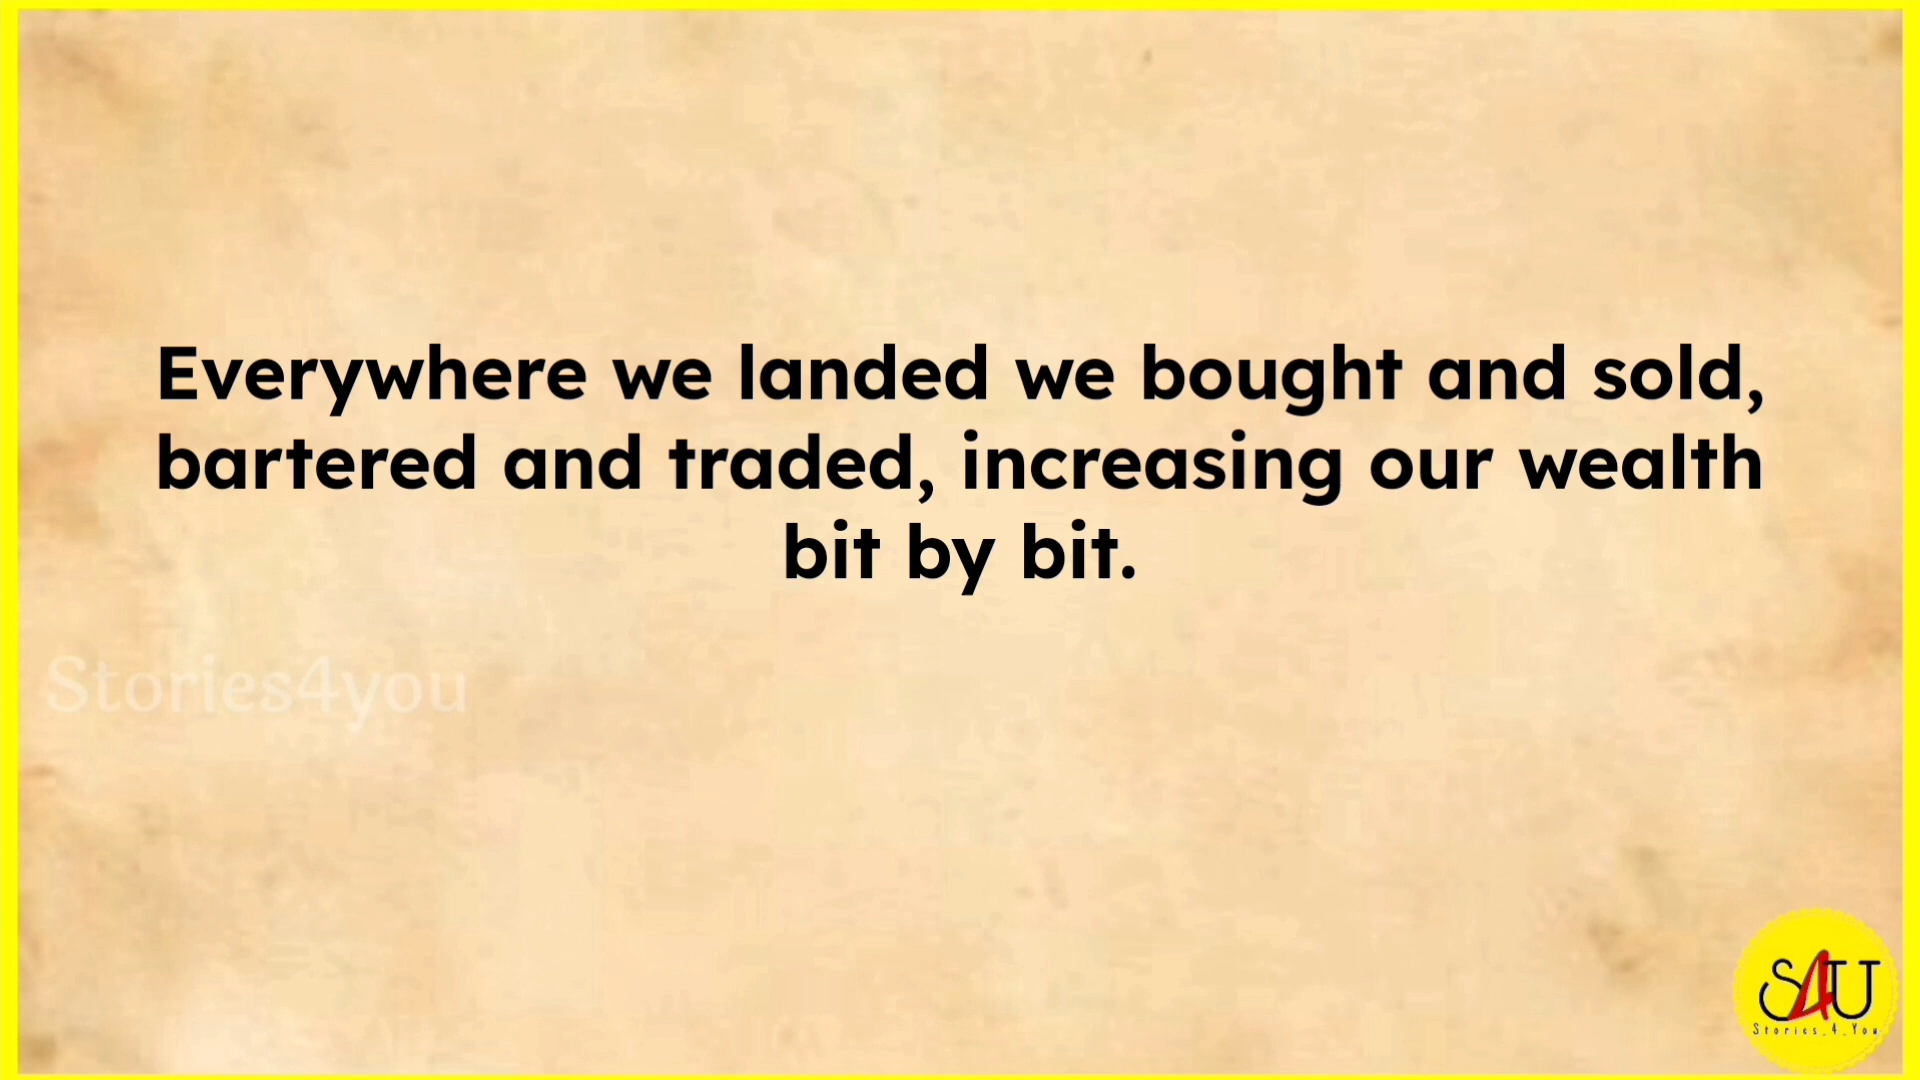 Everywhere we landed we bought and sold,
bartered and traded, increasing our wealth
bit by bit.
Stories4you
S4U
Stories.4.You